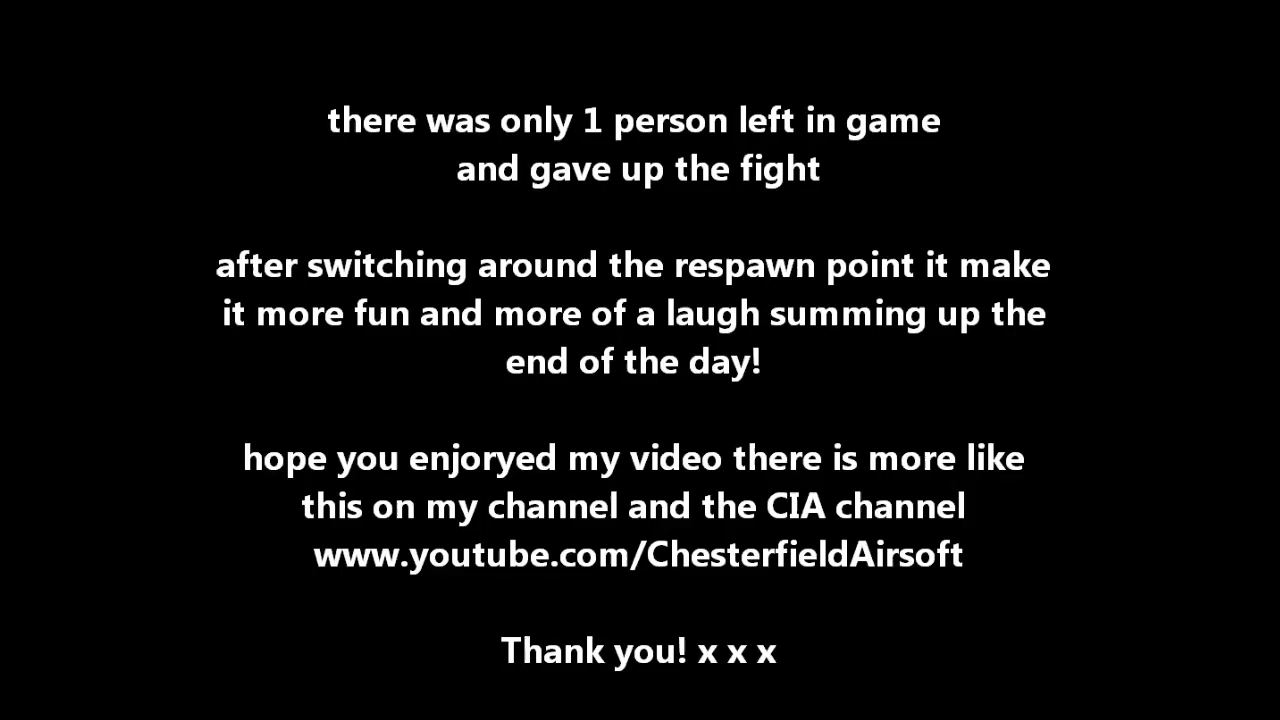 there was only 1 person left in game
and gave up the fight
after switching around the respawn point it make
it more fun and more of a laugh summing up the
end of the day!
hope you enjoryed my video there is more like
this on my channel and the CIA channel
www.youtube.com/ChesterfieldAirsoft
Thank you! x x x